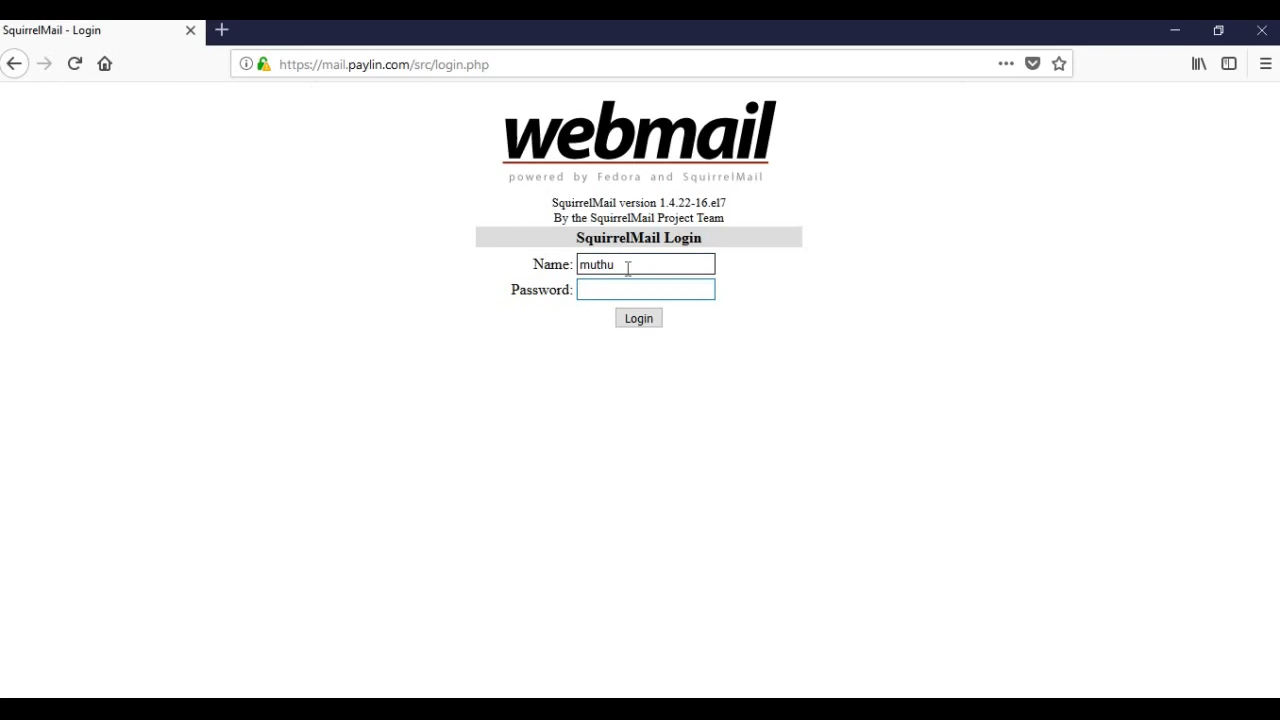 SquirrelMail - Login
https://mail.paylin.com/src/login.php
webmail
powered by Fedora and SquirrelMail
SquirrelMail version 1.4.22-16.el7
By the SquirrelMail Project Team
SquirrelMail Login
Name: muthu
Password:
Login